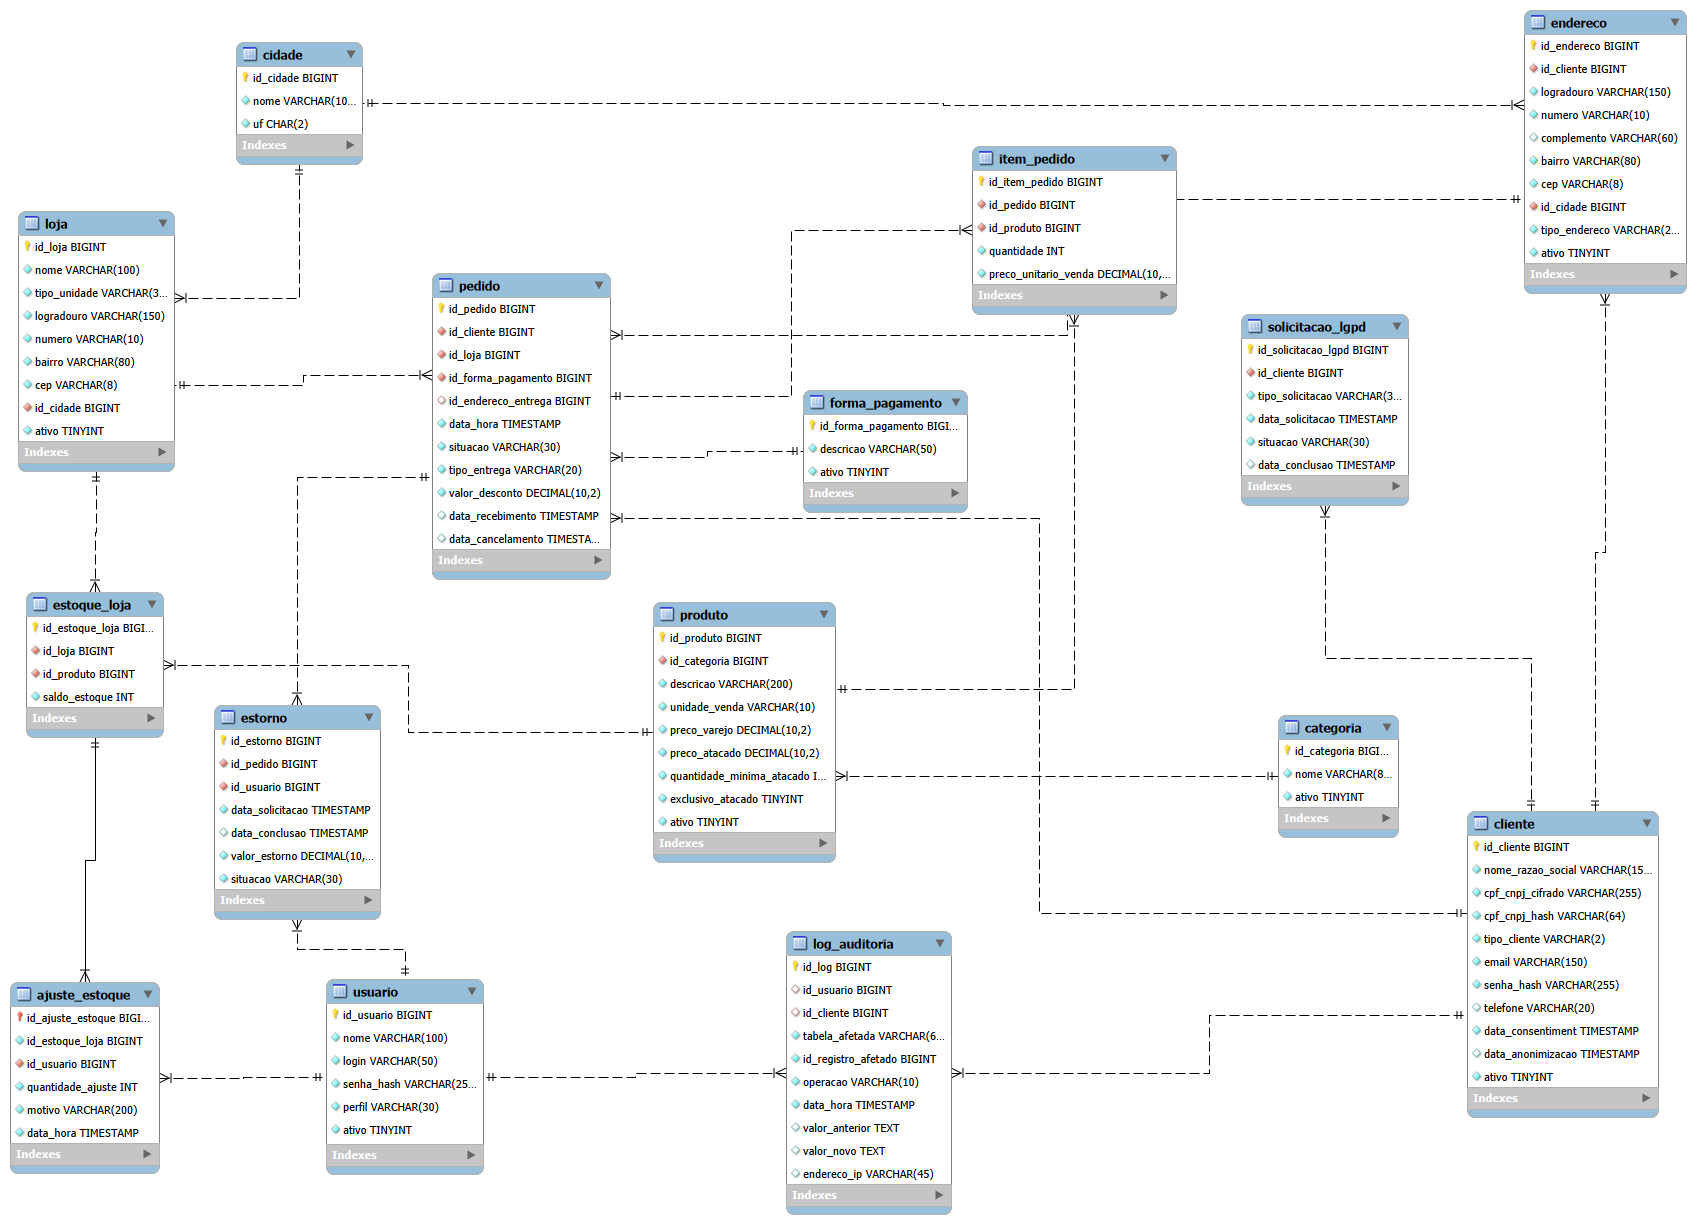 cidade
id_cidade BIGINT
nome VARCHAR(10...
uf CHAR(2)
Indexes
endereco
id_endereco BIGINT
id_cliente BIGINT
logradouro VARCHAR(150)
numero VARCHAR(10)
complemento VARCHAR(60)
bairro VARCHAR(80)
cep VARCHAR(8)
id_cidade BIGINT
tipo_endereco VARCHAR(2...
ativo TINYINT
Indexes
item_pedido
id_item_pedido BIGINT
id_pedido BIGINT
id_produto BIGINT
quantidade INT
preco_unitario_venda DECIMAL(10,...
Indexes
loja
id_loja BIGINT
nome VARCHAR(100)
tipo_unidade VARCHAR(3...
logradouro VARCHAR(150)
numero VARCHAR(10)
bairro VARCHAR(80)
cep VARCHAR(8)
id_cidade BIGINT
ativo TINYINT
Indexes
pedido
id_pedido BIGINT
id_cliente BIGINT
id_loja BIGINT
id_forma_pagamento BIGINT
id_endereco_entrega BIGINT
data_hora TIMESTAMP
situacao VARCHAR(30)
tipo_entrega VARCHAR(20)
valor_desconto DECIMAL(10,2)
data_recebimento TIMESTAMP
data_cancelamento TIMESTA...
Indexes
solicitacao_lgpd
id_solicitacao_lgpd BIGINT
id_cliente BIGINT
tipo_solicitacao VARCHAR(3...
data_solicitacao TIMESTAMP
situacao VARCHAR(30)
data_conclusao TIMESTAMP
Indexes
forma_pagamento
id_forma_pagamento BIGI...
descricao VARCHAR(50)
ativo TINYINT
Indexes
estoque_loja
id_estoque_loja BIGI...
id_loja BIGINT
id_produto BIGINT
saldo_estoque INT
Indexes
produto
id_produto BIGINT
id_categoria BIGINT
descricao VARCHAR(200)
unidade_venda VARCHAR(10)
preco_varejo DECIMAL(10,2)
preco_atacado DECIMAL(10,2)
quantidade_minima_atacado I...
exclusivo_atacado TINYINT
ativo TINYINT
Indexes
estorno
id_estorno BIGINT
id_pedido BIGINT
id_usuario BIGINT
data_solicitacao TIMESTAMP
data_conclusao TIMESTAMP
valor_estorno DECIMAL(10,...
situacao VARCHAR(30)
Indexes
categoria
id_categoria BIGI...
nome VARCHAR(8...
ativo TINYINT
Indexes
cliente
id_cliente BIGINT
nome_razao_social VARCHAR(15...
cpf_cnpj_cifrado VARCHAR(255)
cpf_cnpj_hash VARCHAR(64)
tipo_cliente VARCHAR(2)
email VARCHAR(150)
senha_hash VARCHAR(255)
telefone VARCHAR(20)
data_consentiment TIMESTAMP
data_anonimizacao TIMESTAMP
ativo TINYINT
Indexes
log_auditoria
id_log BIGINT
id_usuario BIGINT
id_cliente BIGINT
tabela_afetada VARCHAR(6...
id_registro_afetado BIGINT
operacao VARCHAR(10)
data_hora TIMESTAMP
valor_anterior TEXT
valor_novo TEXT
endereco_ip VARCHAR(45)
Indexes
ajuste_estoque
id_ajuste_estoque BIGI...
id_estoque_loja BIGINT
id_usuario BIGINT
quantidade_ajuste INT
motivo VARCHAR(200)
data_hora TIMESTAMP
Indexes
usuario
id_usuario BIGINT
nome VARCHAR(100)
login VARCHAR(50)
senha_hash VARCHAR(25...
perfil VARCHAR(30)
ativo TINYINT
Indexes